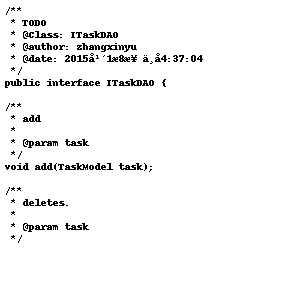 /**
 * TODO
 * @Class: ITaskDAO
 * @author: zhangxinyu
 * @date: 2015å¹´1æ8æ¥ ä¸å4:37:04
 */
public interface ITaskDAO {

/**
 * add
 *
 * @param task
 */
void add(TaskModel task);

/**
 * deletes.
 *
 * @param task
 */